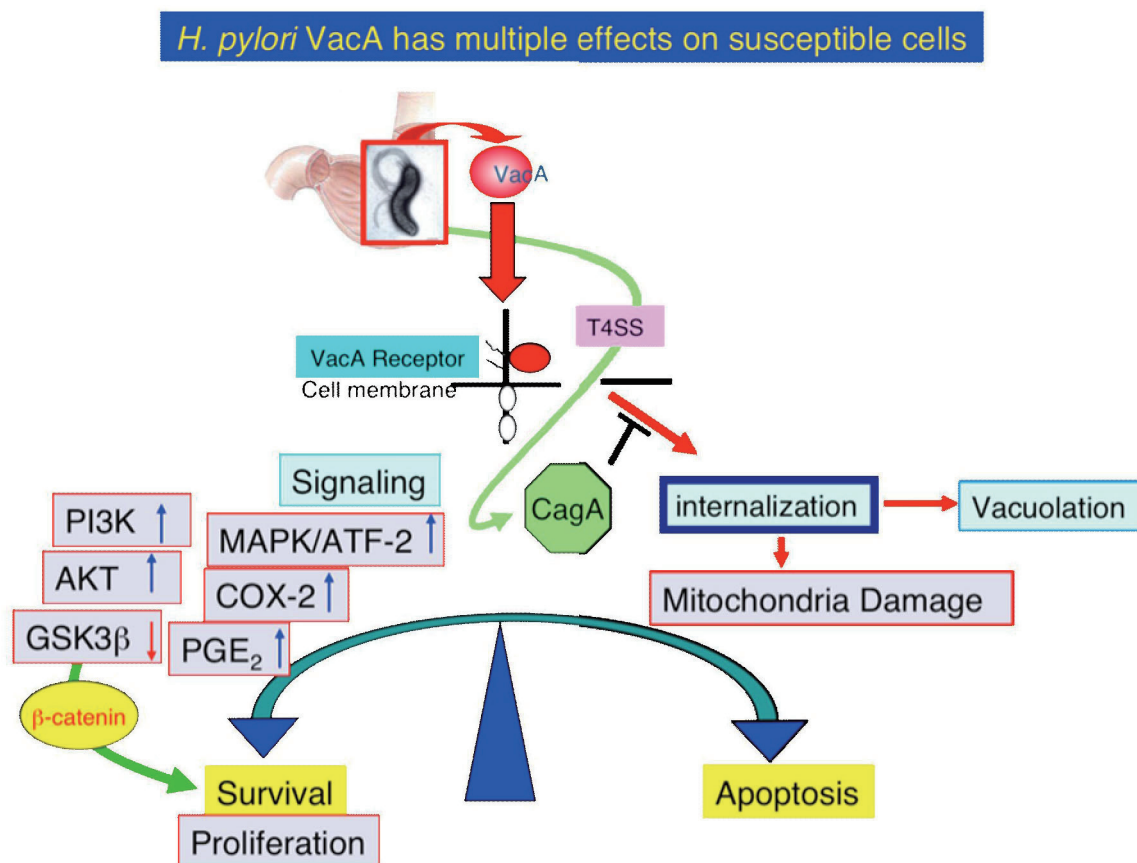 H. pylori VacA has multiple effects on susceptible cells
VacA
T4SS
VacA Receptor
Cell membrane
Signaling
CagA
internalization
Vacuolation
PI3K
MAPK/ATF-2
AKT
COX-2
Mitochondria Damage
GSK3β
PGE₂
β-catenin
Survival
Apoptosis
Proliferation